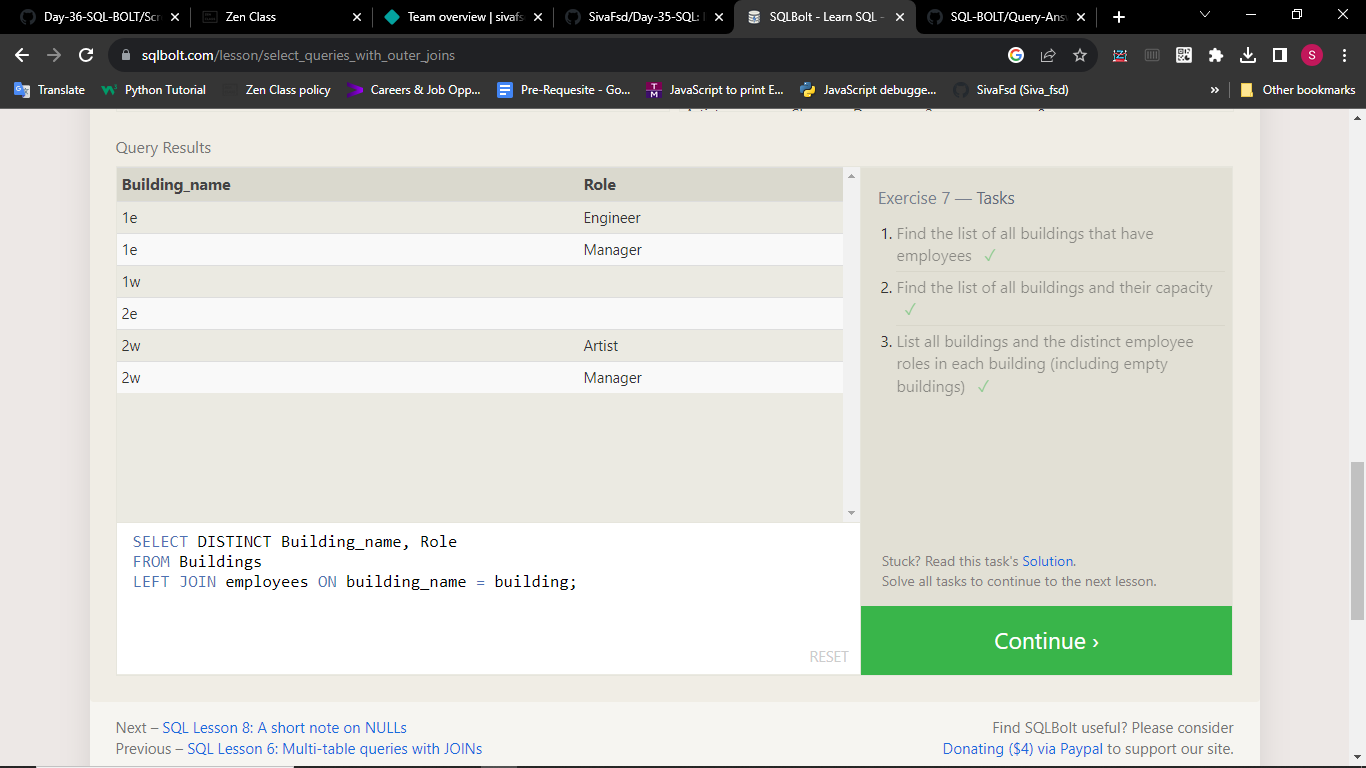 Day-36-SQL-BOLT/Scr
Zen Class
Team overview | sivafs
SivaFsd/Day-35-SQL:
SQLBolt - Learn SQL -
SQL-BOLT/Query-Ans
sqlbolt.com/lesson/select_queries_with_outer_joins
S
Translate
Python Tutorial
Zen Class policy
Careers & Job Opp...
Pre-Requesite - Go...
JavaScript to print E...
JavaScript debugge...
SivaFsd (Siva_fsd)
»
Other bookmarks
Query Results
Building_name Role
1e Engineer
1e Manager
1w
2e
2w Artist
2w Manager
Exercise 7 — Tasks
1. Find the list of all buildings that have
employees ✓
2. Find the list of all buildings and their capacity
✓
3. List all buildings and the distinct employee
roles in each building (including empty
buildings) ✓
SELECT DISTINCT Building_name, Role
FROM Buildings
LEFT JOIN employees ON building_name = building;
RESET
Stuck? Read this task's Solution.
Solve all tasks to continue to the next lesson.
Continue ›
Next – SQL Lesson 8: A short note on NULLs
Previous – SQL Lesson 6: Multi-table queries with JOINs
Find SQLBolt useful? Please consider
Donating ($4) via Paypal to support our site.